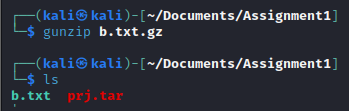 ┌──(kali㉿kali)-[~/Documents/Assignment1]
└─$ gunzip b.txt.gz
┌──(kali㉿kali)-[~/Documents/Assignment1]
└─$ ls
b.txt  prj.tar